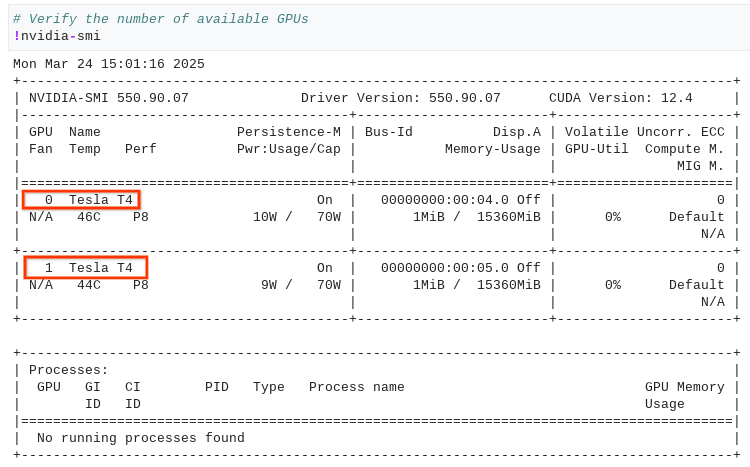 # Verify the number of available GPUs
!nvidia-smi
Mon Mar 24 15:01:16 2025
+-----------------------------------------------------------------------------------------+
| NVIDIA-SMI 550.90.07              Driver Version: 550.90.07      CUDA Version: 12.4     |
|-----------------------------------------+------------------------+----------------------+
| GPU  Name                 Persistence-M | Bus-Id          Disp.A | Volatile Uncorr. ECC |
| Fan  Temp   Perf          Pwr:Usage/Cap |           Memory-Usage | GPU-Util  Compute M. |
|                                         |                        |               MIG M. |
|=========================================+========================+======================|
|   0  Tesla T4                       On  |   00000000:00:04.0 Off |                    0 |
| N/A   46C    P8             10W /   70W |       1MiB /  15360MiB |      0%      Default |
|                                         |                        |                  N/A |
+-----------------------------------------+------------------------+----------------------+
|   1  Tesla T4                       On  |   00000000:00:05.0 Off |                    0 |
| N/A   44C    P8              9W /   70W |       1MiB /  15360MiB |      0%      Default |
|                                         |                        |                  N/A |
+-----------------------------------------+------------------------+----------------------+
+-----------------------------------------------------------------------------------------+
| Processes:                                                                              |
|  GPU   GI   CI        PID   Type   Process name                              GPU Memory |
|        ID   ID                                                               Usage      |
|=========================================================================================|
|  No running processes found                                                             |
+-----------------------------------------------------------------------------------------+